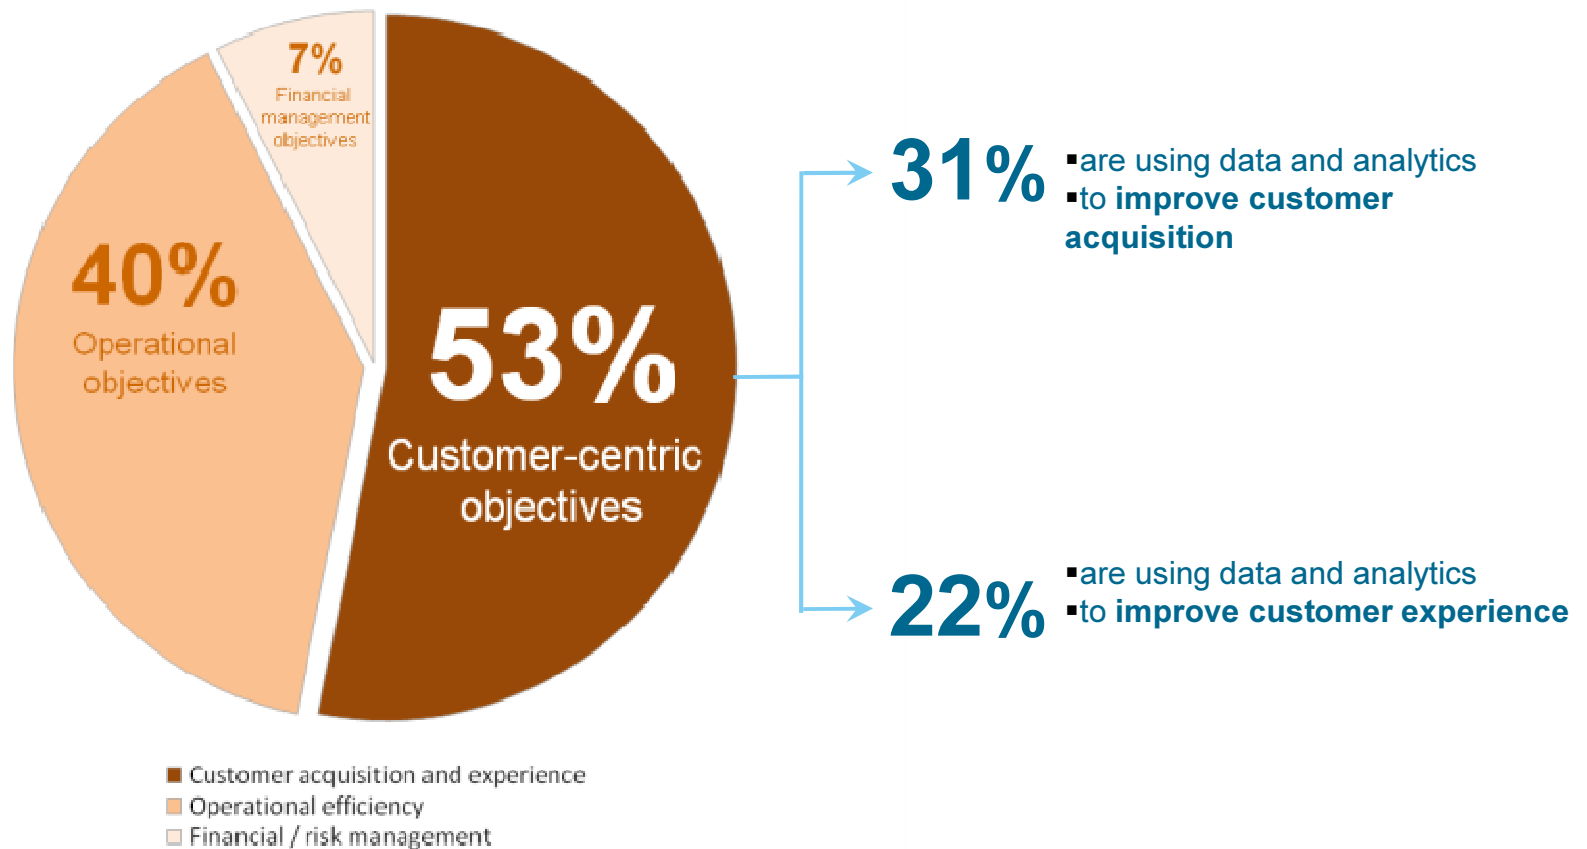 7%
Financial
management
objectives
40%
Operational
objectives
53%
Customer-centric
objectives
31%
▪are using data and analytics
▪to improve customer
acquisition
22%
▪are using data and analytics
▪to improve customer experience
Customer acquisition and experience
Operational efficiency
Financial / risk management